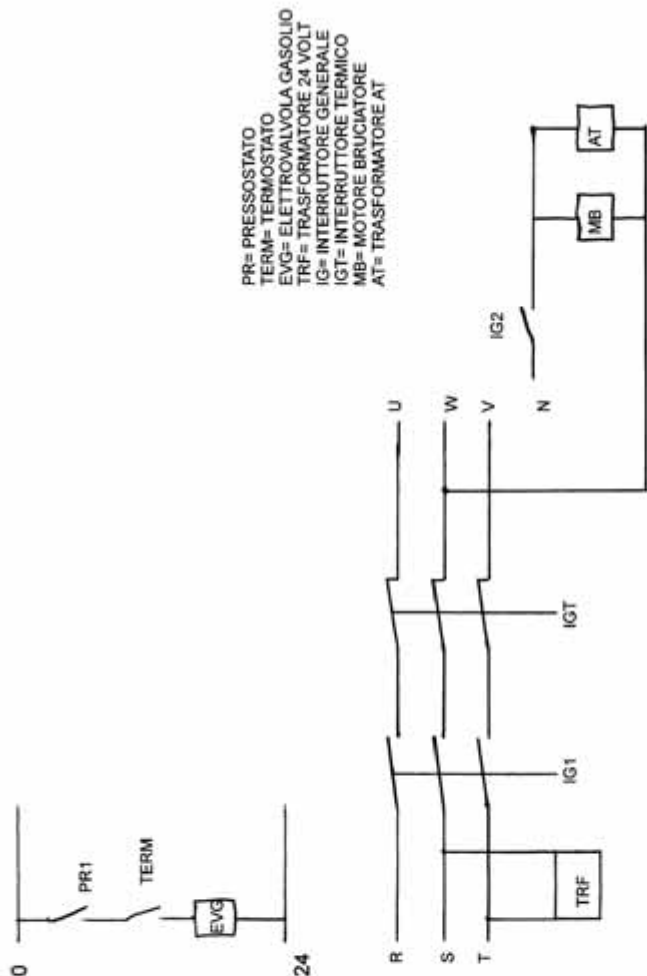 0
PR1
TERM
EVG
24
PR= PRESSOSTATO
TERM= TERMOSTATO
EVG= ELETTROVALVOLA GASOLIO
TRF= TRASFORMATORE 24 VOLT
IG= INTERRUTTORE GENERALE
IGT= INTERRUTTORE TERMICO
MB= MOTORE BRUCIATORE
AT= TRASFORMATORE AT
R
S
T
TRF
IG1
IGT
U
W
V
N
IG2
MB
AT